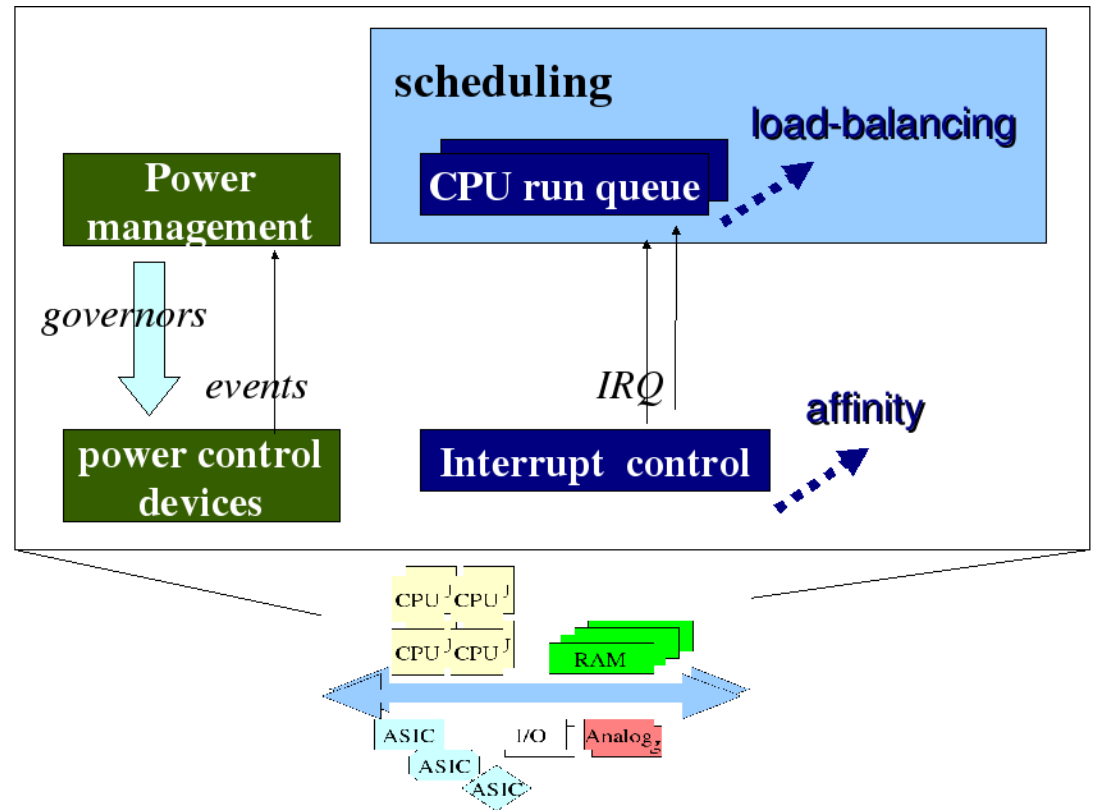 scheduling
load-balancing
CPU run queue
Power
management
governors
events
IRQ
affinity
power control
devices
Interrupt control
CPU CPU
CPU CPU
RAM
ASIC
I/O
Analog
ASIC
ASIC